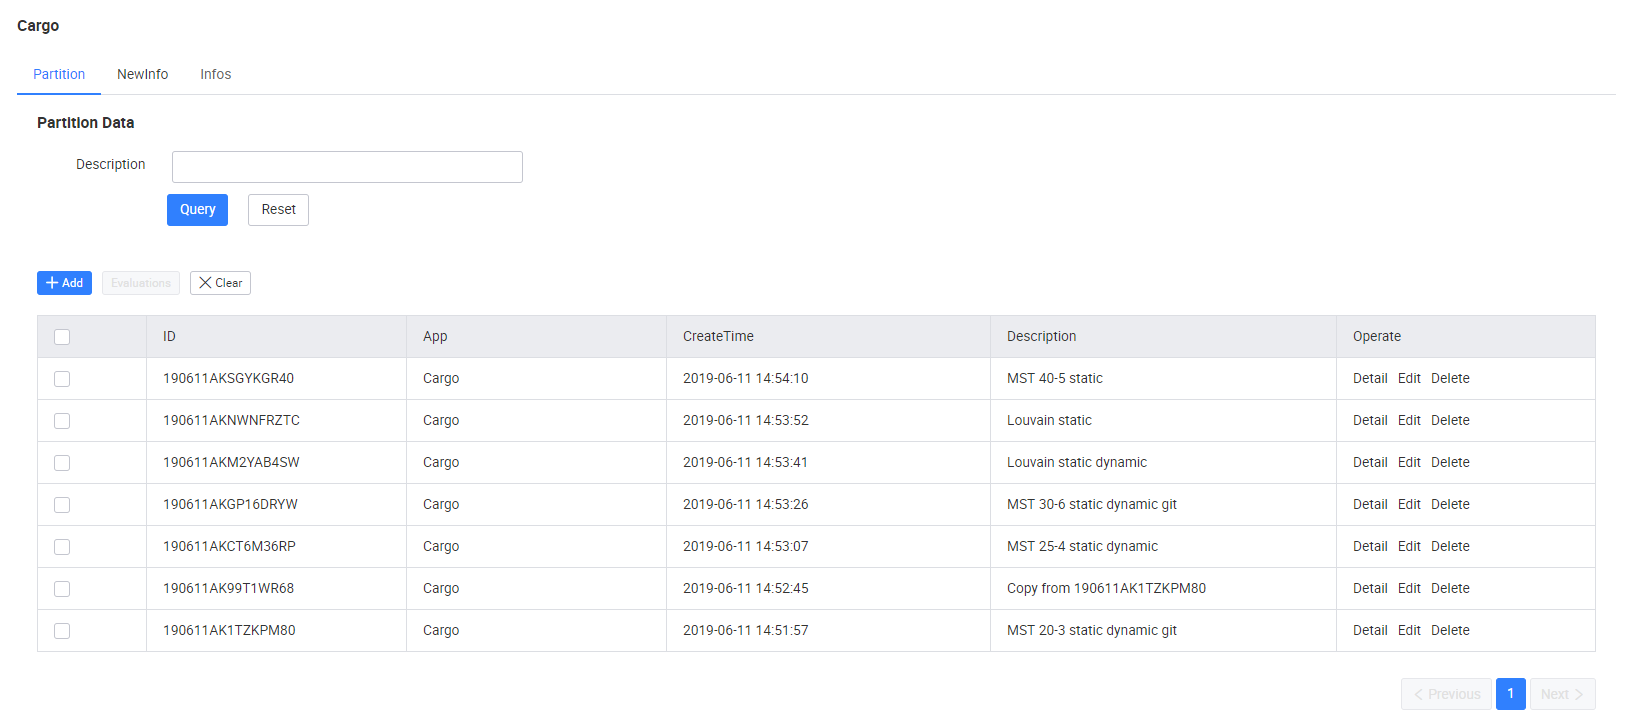 Cargo
Partition NewInfo Infos
Partition Data
Description
Query Reset
Add Evaluations Clear
ID App CreateTime Description Operate
190611AKSGYKGR40 Cargo 2019-06-11 14:54:10 MST 40-5 static Detail Edit Delete
190611AKNWNFRZTC Cargo 2019-06-11 14:53:52 Louvain static Detail Edit Delete
190611AKM2YAB4SW Cargo 2019-06-11 14:53:41 Louvain static dynamic Detail Edit Delete
190611AKGP16DRYW Cargo 2019-06-11 14:53:26 MST 30-6 static dynamic git Detail Edit Delete
190611AKCT6M36RP Cargo 2019-06-11 14:53:07 MST 25-4 static dynamic Detail Edit Delete
190611AK99T1WR68 Cargo 2019-06-11 14:52:45 Copy from 190611AK1TZKPM80 Detail Edit Delete
190611AK1TZKPM80 Cargo 2019-06-11 14:51:57 MST 20-3 static dynamic git Detail Edit Delete
Previous 1 Next